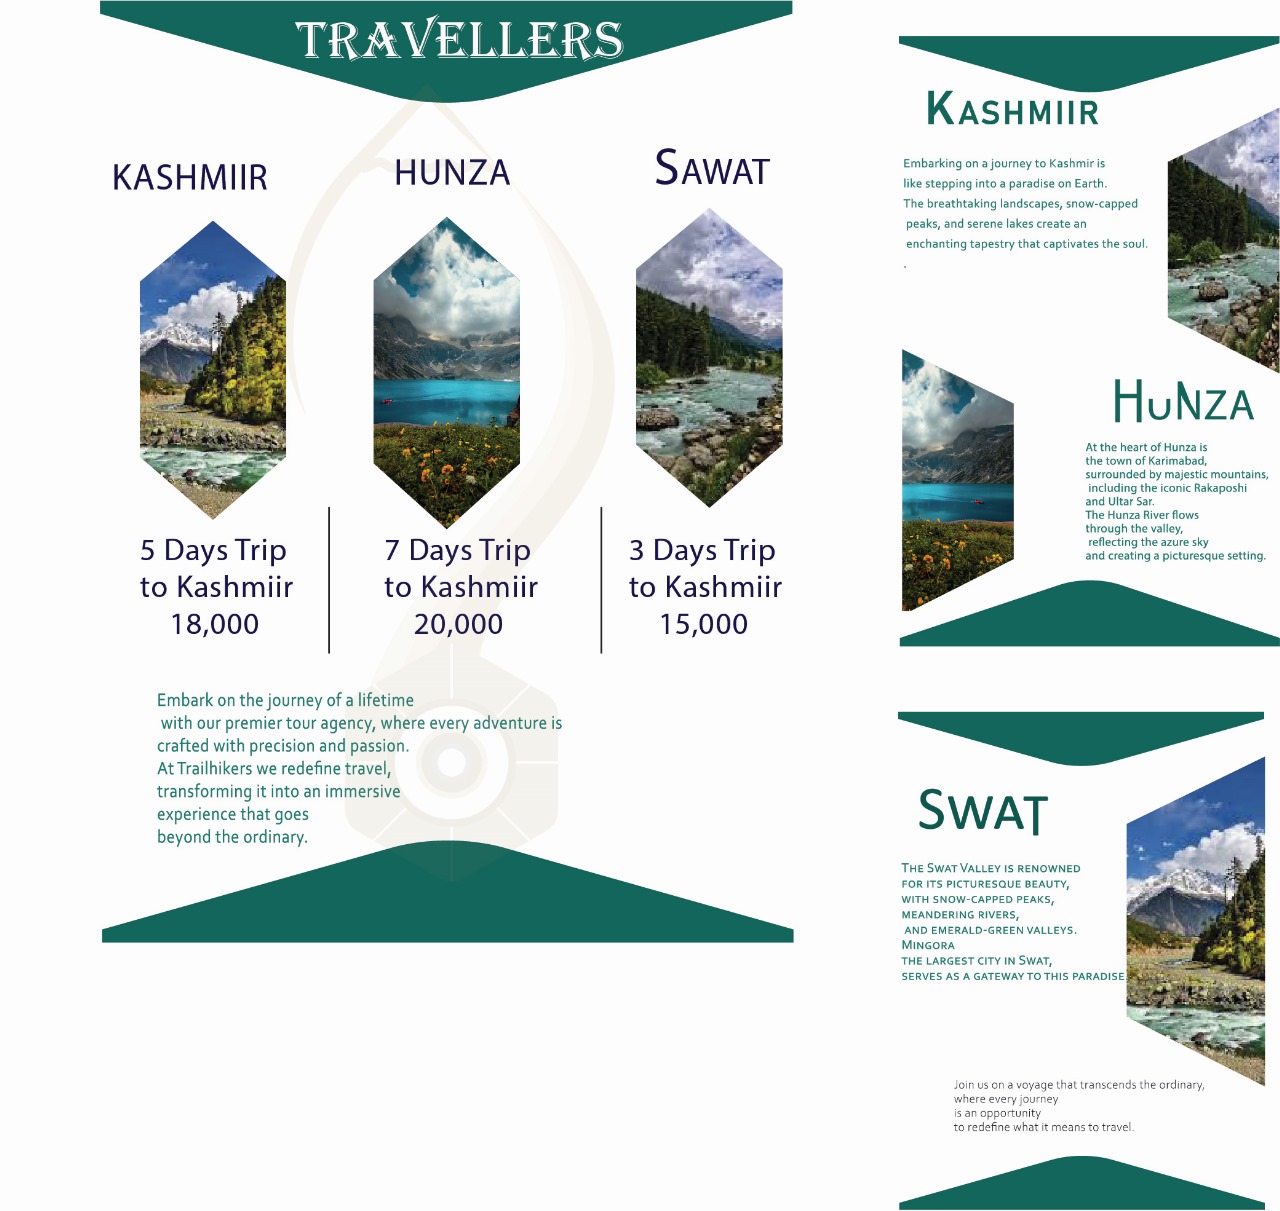 TRAVELLERS
KASHMIIR
HUNZA
SAWAT
5 Days Trip
to Kashmiir
18,000
7 Days Trip
to Kashmiir
20,000
3 Days Trip
to Kashmiir
15,000
Embark on the journey of a lifetime
with our premier tour agency, where every adventure is
crafted with precision and passion.
At Trailhikers we redefine travel,
transforming it into an immersive
experience that goes
beyond the ordinary.
KASHMIIR
Embarking on a journey to Kashmir is
like stepping into a paradise on Earth.
The breathtaking landscapes, snow-capped
peaks, and serene lakes create an
enchanting tapestry that captivates the soul.
.
HuNZA
At the heart of Hunza is
the town of Karimabad,
surrounded by majestic mountains,
including the iconic Rakaposhi
and Ultar Sar.
The Hunza River flows
through the valley,
reflecting the azure sky
and creating a picturesque setting.
SWAT
The Swat Valley is renowned
for its picturesque beauty,
with snow-capped peaks,
meandering rivers,
and emerald-green valleys.
Mingora
the largest city in Swat,
serves as a gateway to this paradise
Join us on a voyage that transcends the ordinary,
where every journey
is an opportunity
to redefine what it means to travel.